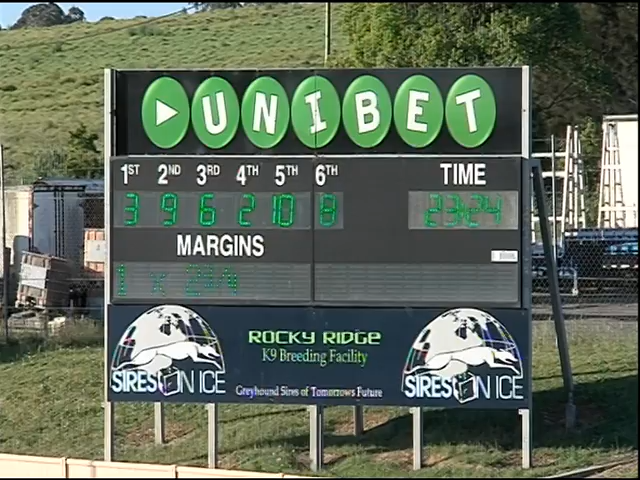 UNIBET
1ST 2ND 3RD 4TH 5TH 6TH TIME
3 9 6 2 10 8 23:24
MARGINS
1
ROCKY RIDGE
K9 Breeding Facility
SIRES ON ICE SIRES ON ICE
Greyhound Sires of Tomorrows Future